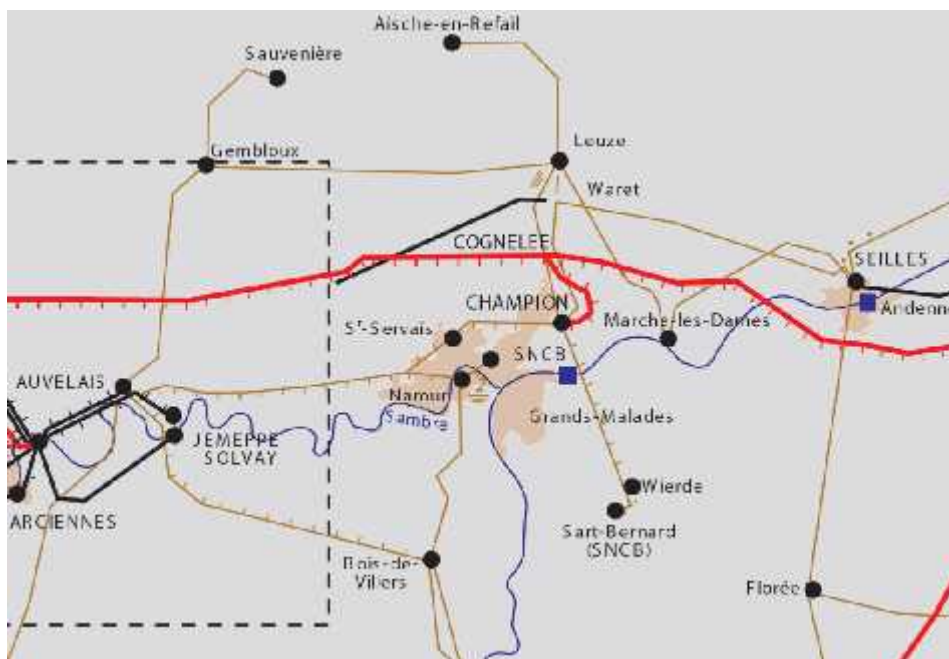 Aische-en-Refail
Sauvenière
Gembloux
Leuze
Waret
COGNELEE
SEILLES
CHAMPION
Andenne
Sᵗ-Servais
Marche-les-Dames
SNCB
AUVELAIS
Namur
Sambre
Grands-Malades
JEMEPPE
SOLVAY
Wierde
ARCIENNES
Sart-Bernard
(SNCB)
Bois-de-
Villers
Florée